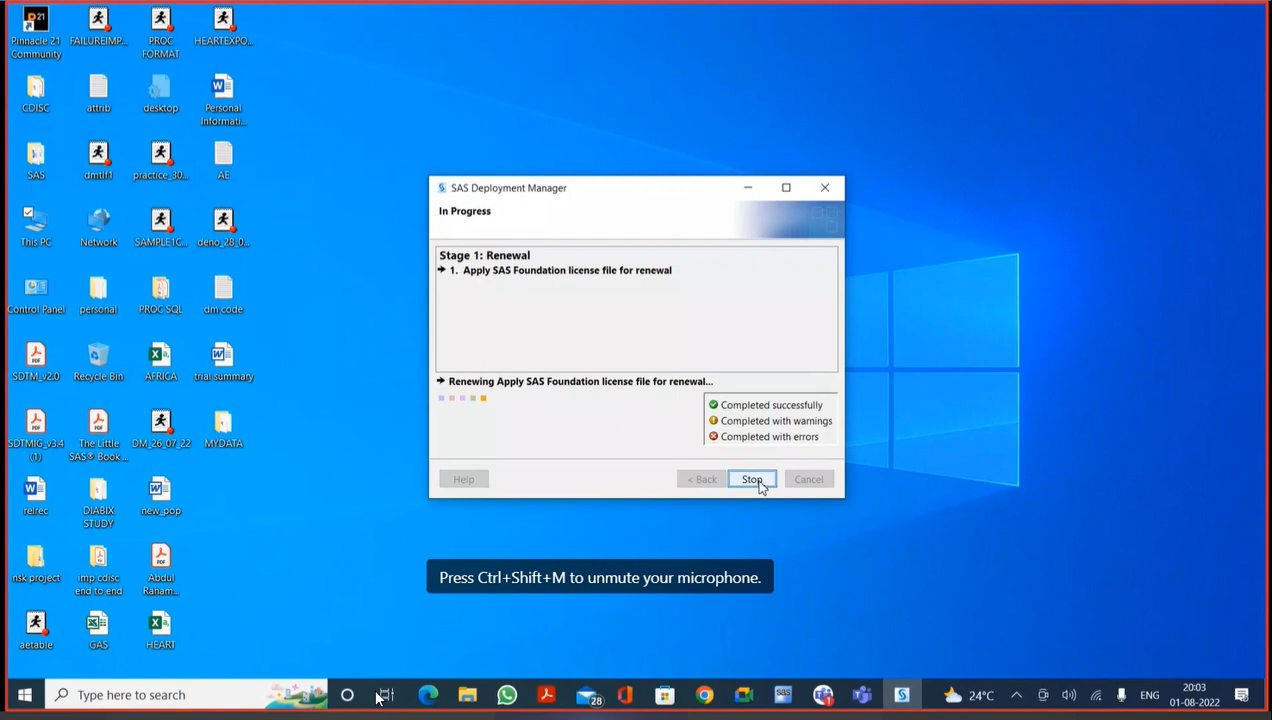 P21
Pinnacle 21
Community
FAILUREIMP...
PROC
FORMAT
HEARTEXPO...
CDISC
attrib
desktop
Personal
Informati...
SAS
dmtlf1
practice_30...
AE
This PC
Network
SAMPLE1C...
deno_28_0...
Control Panel
personal
PROC SQL
dm code
SDTM_v2.0
Recycle Bin
AFRICA
trial summary
SDTMIG_v3.4
(1)
The Little
SAS® Book ...
DM_26_07_22
MYDATA
reirec
DIABIX
STUDY
new_pop
nsk project
imp cdisc
end to end
Abdul
Raham...
aetable
GAS
HEART
SAS Deployment Manager
In Progress
Stage 1: Renewal
1. Apply SAS Foundation license file for renewal
Renewing Apply SAS Foundation license file for renewal...
Completed successfully
Completed with warnings
Completed with errors
Help
< Back
Stop
Cancel
Press Ctrl+Shift+M to unmute your microphone.
Type here to search
28
sas
1
24°C
ENG
20:03
01-08-2022